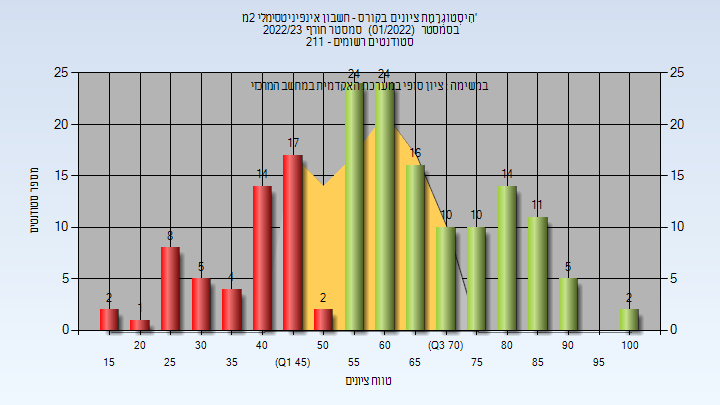 היסטוגרמת ציונים בקורס - חשבון אינפיניטסימלי 2מ'
בסמסטר (01/2022) סמסטר חורף 2022/23
סטודנטים רשומים - 211
במשימה: ציון סופי במערכת האקדמית במחשב המרכזי
מספר סטודנטים
25 20 15 10 5 0
25 20 15 10 5 0
2 1 8 5 4 14 17 2 24 24 16 10 10 14 11 5 2
20 30 40 50 60 (Q3 70) 80 90 100
15 25 35 (Q1 45) 55 65 75 85 95
טווח ציונים